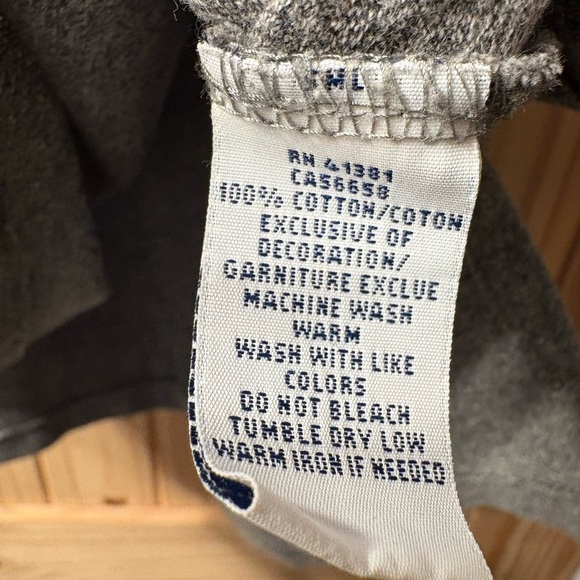 RN 41381
CA56658
100% COTTON/COTON
EXCLUSIVE OF
DECORATION/
GARNITURE EXCLUE
MACHINE WASH
WARM
WASH WITH LIKE
COLORS
DO NOT BLEACH
TUMBLE DRY LOW
WARM IRON IF NEEDED